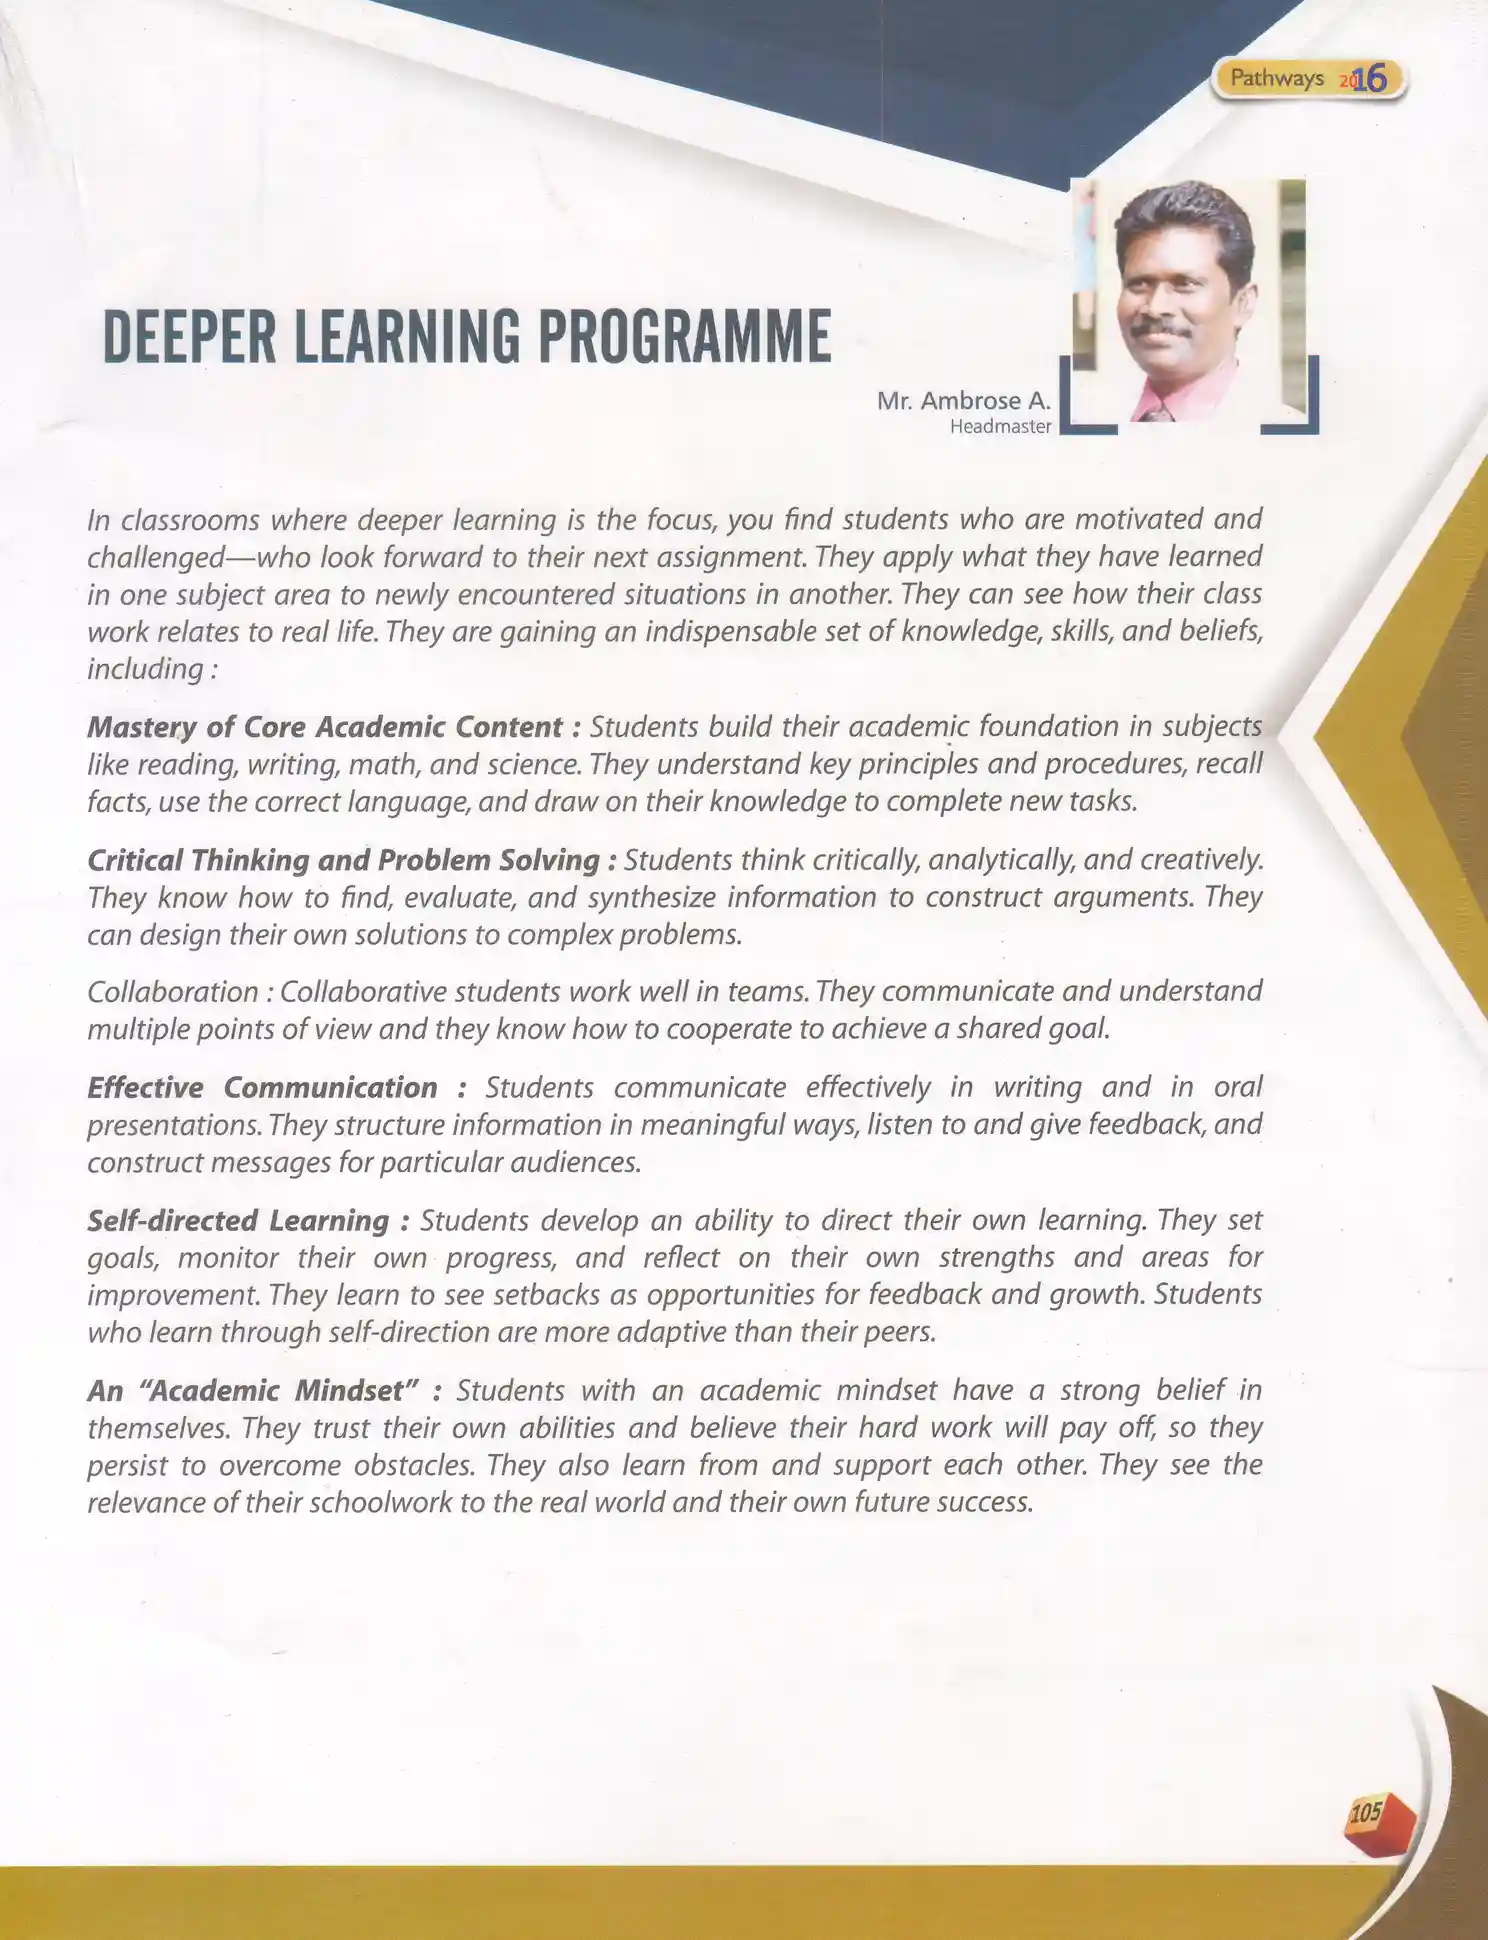 Pathways 2016
DEEPER LEARNING PROGRAMME
Mr. Ambrose A.
Headmaster
In classrooms where deeper learning is the focus, you find students who are motivated and
challenged—who look forward to their next assignment. They apply what they have learned
in one subject area to newly encountered situations in another. They can see how their class
work relates to real life. They are gaining an indispensable set of knowledge, skills, and beliefs,
including :
Mastery of Core Academic Content : Students build their academic foundation in subjects
like reading, writing, math, and science. They understand key principles and procedures, recall
facts, use the correct language, and draw on their knowledge to complete new tasks.
Critical Thinking and Problem Solving : Students think critically, analytically, and creatively.
They know how to find, evaluate, and synthesize information to construct arguments. They
can design their own solutions to complex problems.
Collaboration : Collaborative students work well in teams. They communicate and understand
multiple points of view and they know how to cooperate to achieve a shared goal.
Effective Communication : Students communicate effectively in writing and in oral
presentations. They structure information in meaningful ways, listen to and give feedback, and
construct messages for particular audiences.
Self-directed Learning : Students develop an ability to direct their own learning. They set
goals, monitor their own progress, and reflect on their own strengths and areas for
improvement. They learn to see setbacks as opportunities for feedback and growth. Students
who learn through self-direction are more adaptive than their peers.
An “Academic Mindset” : Students with an academic mindset have a strong belief in
themselves. They trust their own abilities and believe their hard work will pay off, so they
persist to overcome obstacles. They also learn from and support each other. They see the
relevance of their schoolwork to the real world and their own future success.
105